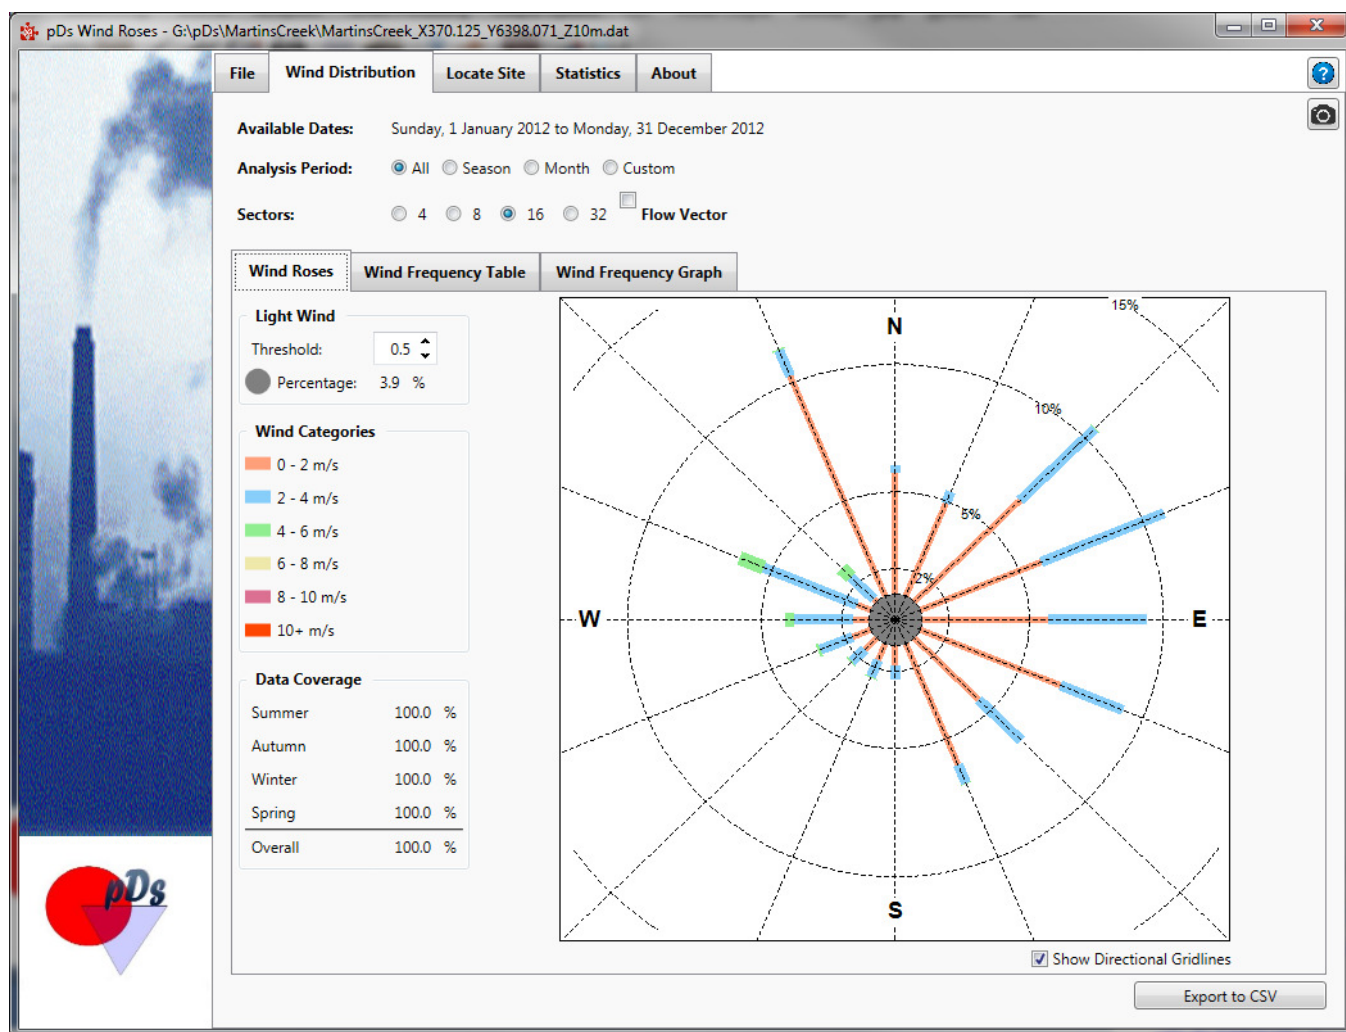 pDs Wind Roses - G:\pDs\MartinsCreek\MartinsCreek_X370.125_Y6398.071_Z10m.dat
File Wind Distribution Locate Site Statistics About
Available Dates: Sunday, 1 January 2012 to Monday, 31 December 2012
Analysis Period: All Season Month Custom
Sectors: 4 8 16 32 Flow Vector
Wind Roses Wind Frequency Table Wind Frequency Graph
Light Wind
Threshold: 0.5
Percentage: 3.9 %
Wind Categories
0 - 2 m/s
2 - 4 m/s
4 - 6 m/s
6 - 8 m/s
8 - 10 m/s
10+ m/s
Data Coverage
Summer 100.0 %
Autumn 100.0 %
Winter 100.0 %
Spring 100.0 %
Overall 100.0 %
15%
N
10%
5%
2%
W
E
S
Show Directional Gridlines
Export to CSV
pDs